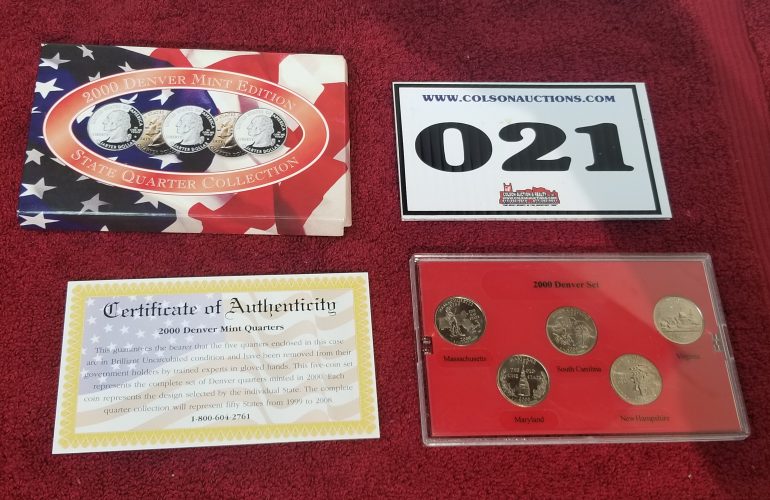 2000 Denver Mint Edition
State Quarter Collection
www.colsonauctions.com
021
COLSON AUCTION & REALTY
Certificate of Authenticity
2000 Denver Mint Quarters
This guarantees the bearer that the five quarters enclosed in this case
are in Brilliant Uncirculated condition and have been removed from their
government holders by trained experts in gloved hands. This five-coin set
represents the complete set of Denver quarters minted in 2000. Each
coin represents the design selected by the individual State. The complete
quarter collection will represent fifty States from 1999 to 2008.
1-800-604-2761
2000 Denver Set
Massachusetts
South Carolina
Virginia
Maryland
New Hampshire